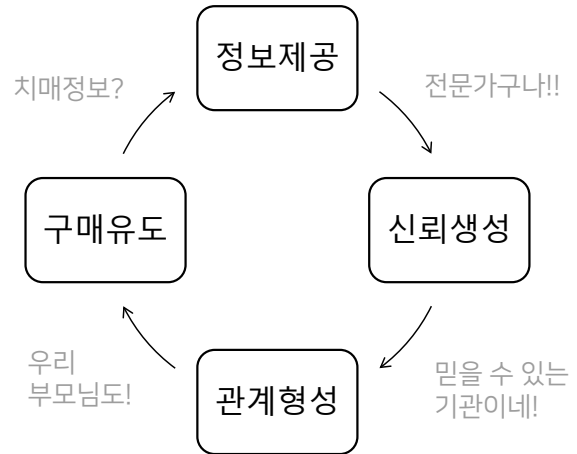 정보제공
치매정보?
전문가구나!!
구매유도
신뢰생성
우리
부모님도!
관계형성
믿을 수 있는
기관이네!